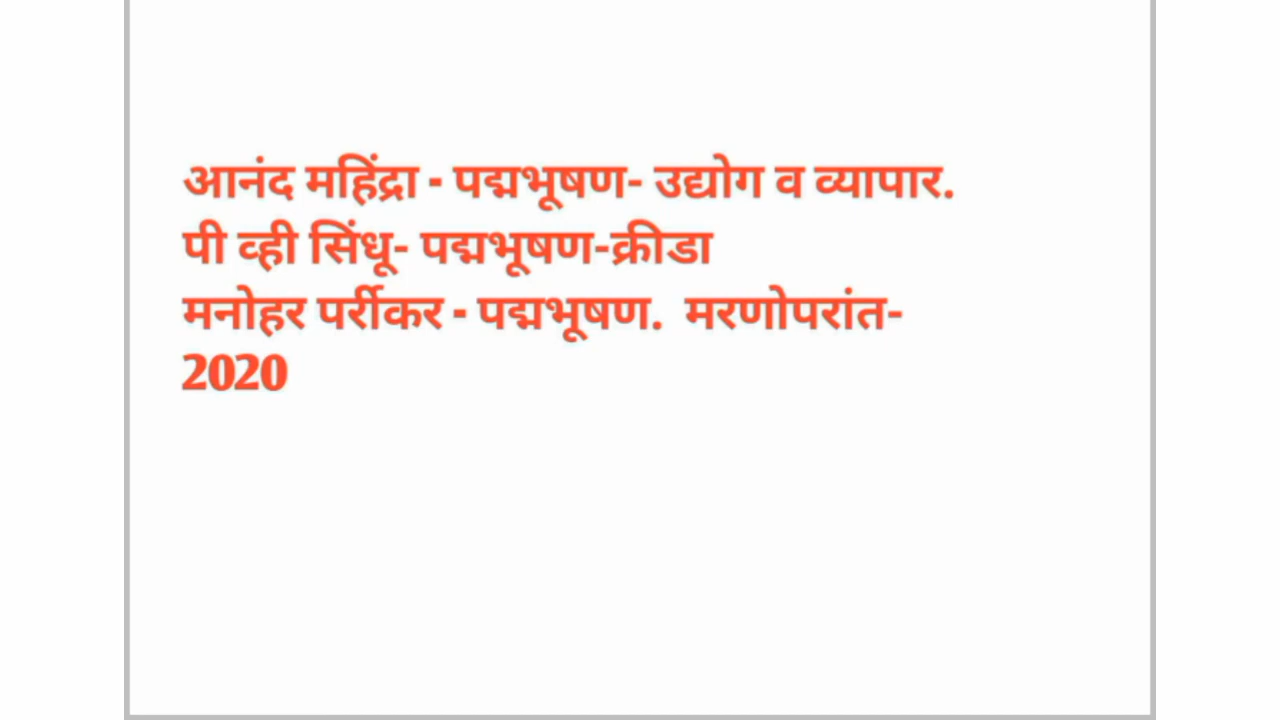 आनंद महिंद्रा - पद्मभूषण- उद्योग व व्यापार.
पी व्ही सिंधू- पद्मभूषण-क्रीडा
मनोहर पर्रीकर - पद्मभूषण.  मरणोपरांत-
2020